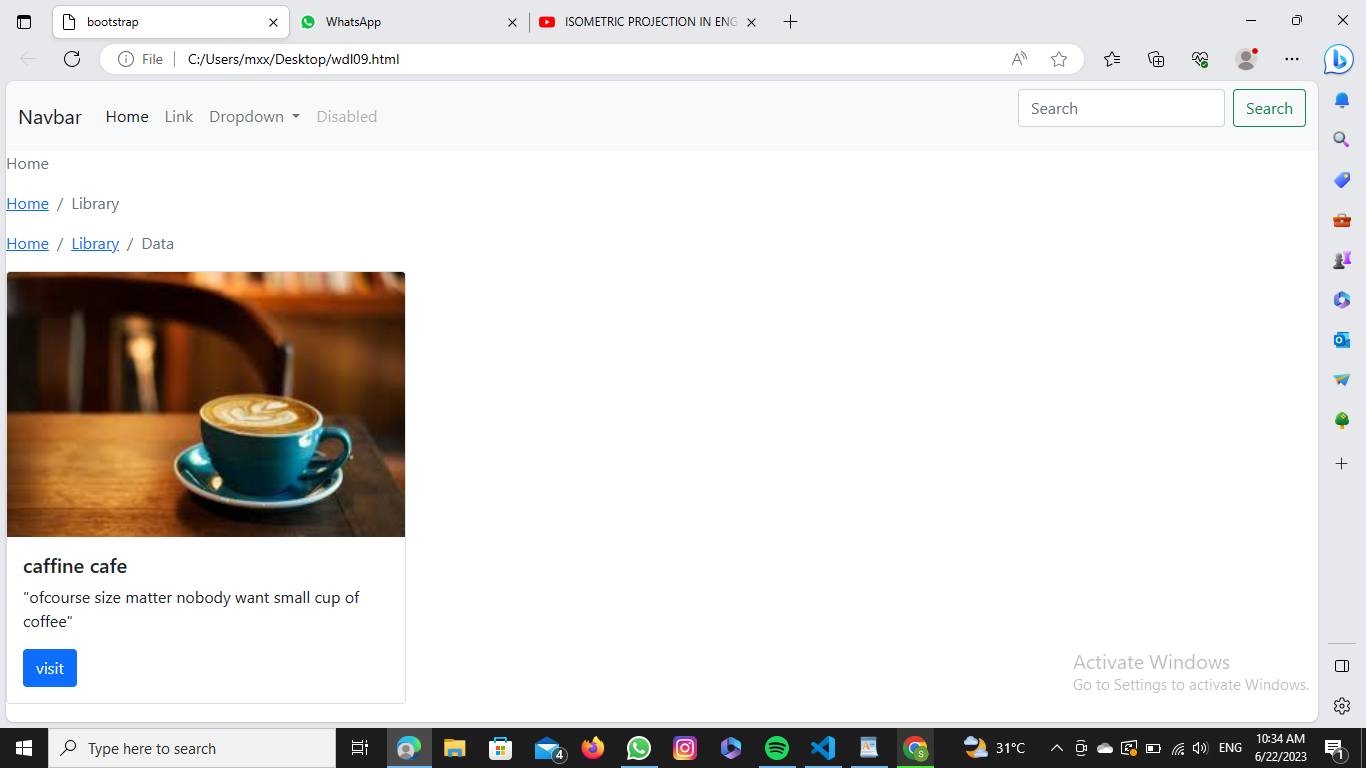 bootstrap
WhatsApp
ISOMETRIC PROJECTION IN ENG
File
C:/Users/mxx/Desktop/wdl09.html
Navbar Home Link Dropdown Disabled Search Search
Home
Home / Library
Home / Library / Data
caffine cafe
"ofcourse size matter nobody want small cup of
coffee"
visit
Activate Windows
Go to Settings to activate Windows.
Type here to search
4
S
31°C
ENG
10:34 AM
6/22/2023
1